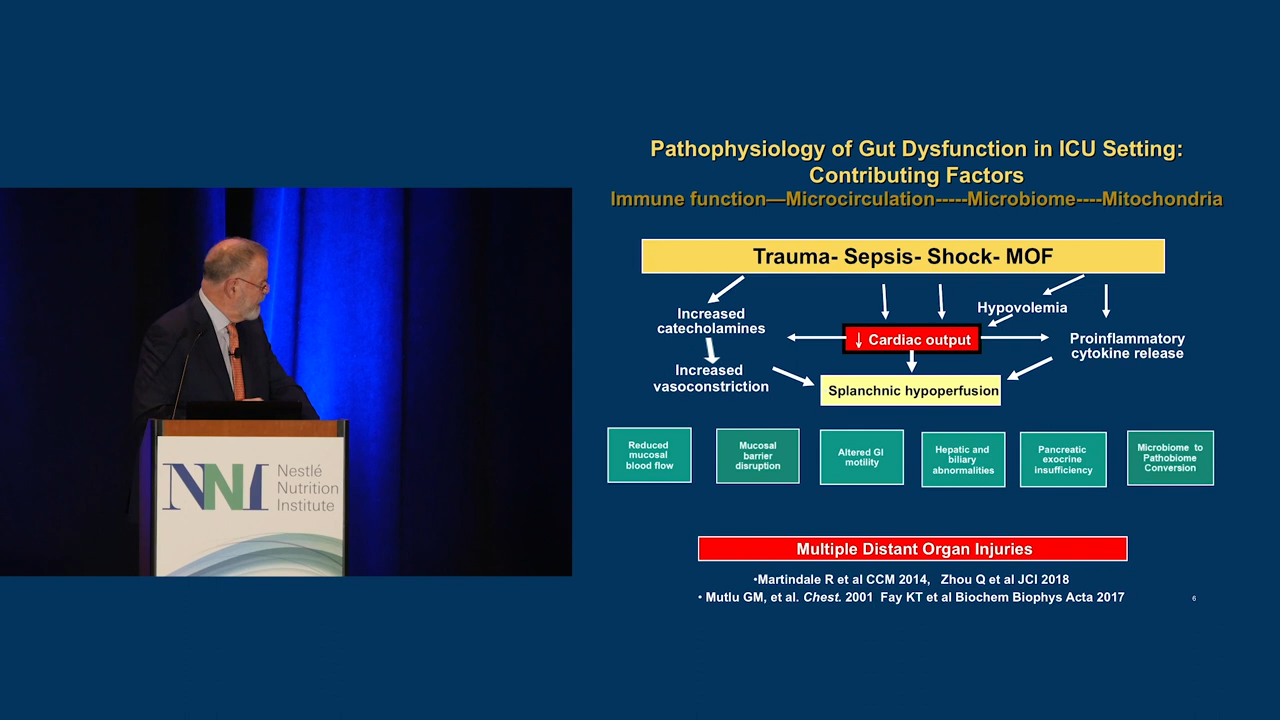 Pathophysiology of Gut Dysfunction in ICU Setting:
Contributing Factors
Immune function—Microcirculation-----Microbiome----Mitochondria
Trauma- Sepsis- Shock- MOF
Increased
catecholamines
Hypovolemia
↓ Cardiac output
Proinflammatory
cytokine release
Increased
vasoconstriction
Splanchnic hypoperfusion
Reduced
mucosal
blood flow
Mucosal
barrier
disruption
Altered GI
motility
Hepatic and
biliary
abnormalities
Pancreatic
exocrine
insufficiency
Microbiome to
Pathobiome
Conversion
Multiple Distant Organ Injuries
•Martindale R et al CCM 2014, Zhou Q et al JCI 2018
• Mutlu GM, et al. Chest. 2001 Fay KT et al Biochem Biophys Acta 2017
6
NNI
Nestlé
Nutrition
Institute